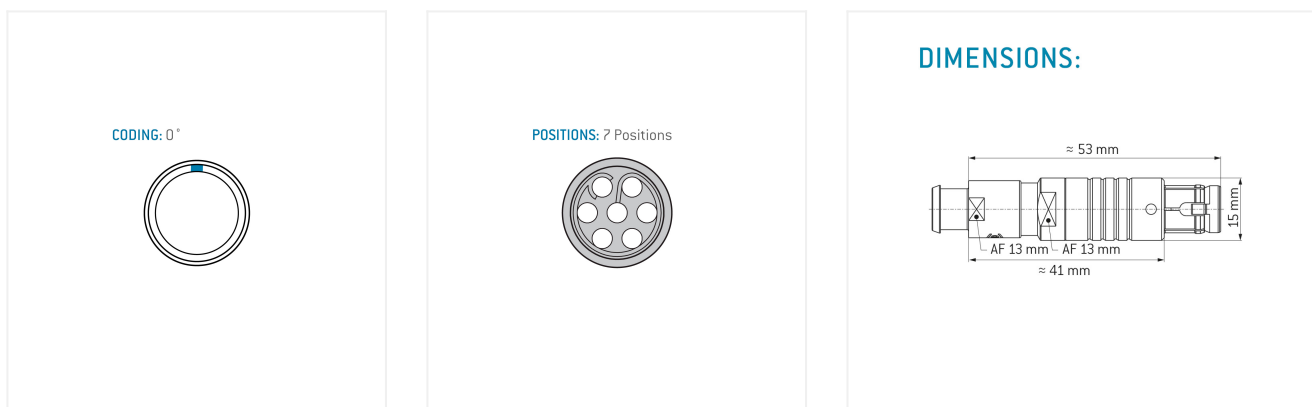 CODING: 0°
POSITIONS: 7 Positions
DIMENSIONS:
≈ 53 mm
15 mm
AF 13 mm
AF 13 mm
≈ 41 mm